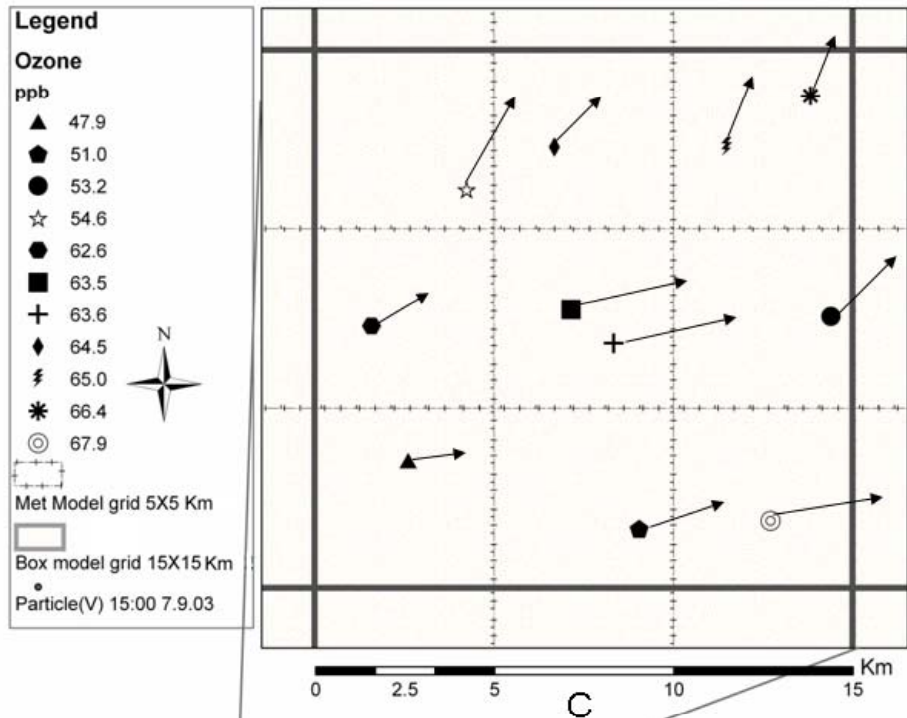 Legend
Ozone
ppb
47.9
51.0
53.2
54.6
62.6
63.5
63.6
64.5
65.0
66.4
67.9
N
Met Model grid 5X5 Km
Box model grid 15X15 Km
Particle(V) 15:00 7.9.03
Km
0 2.5 5 10 15
C